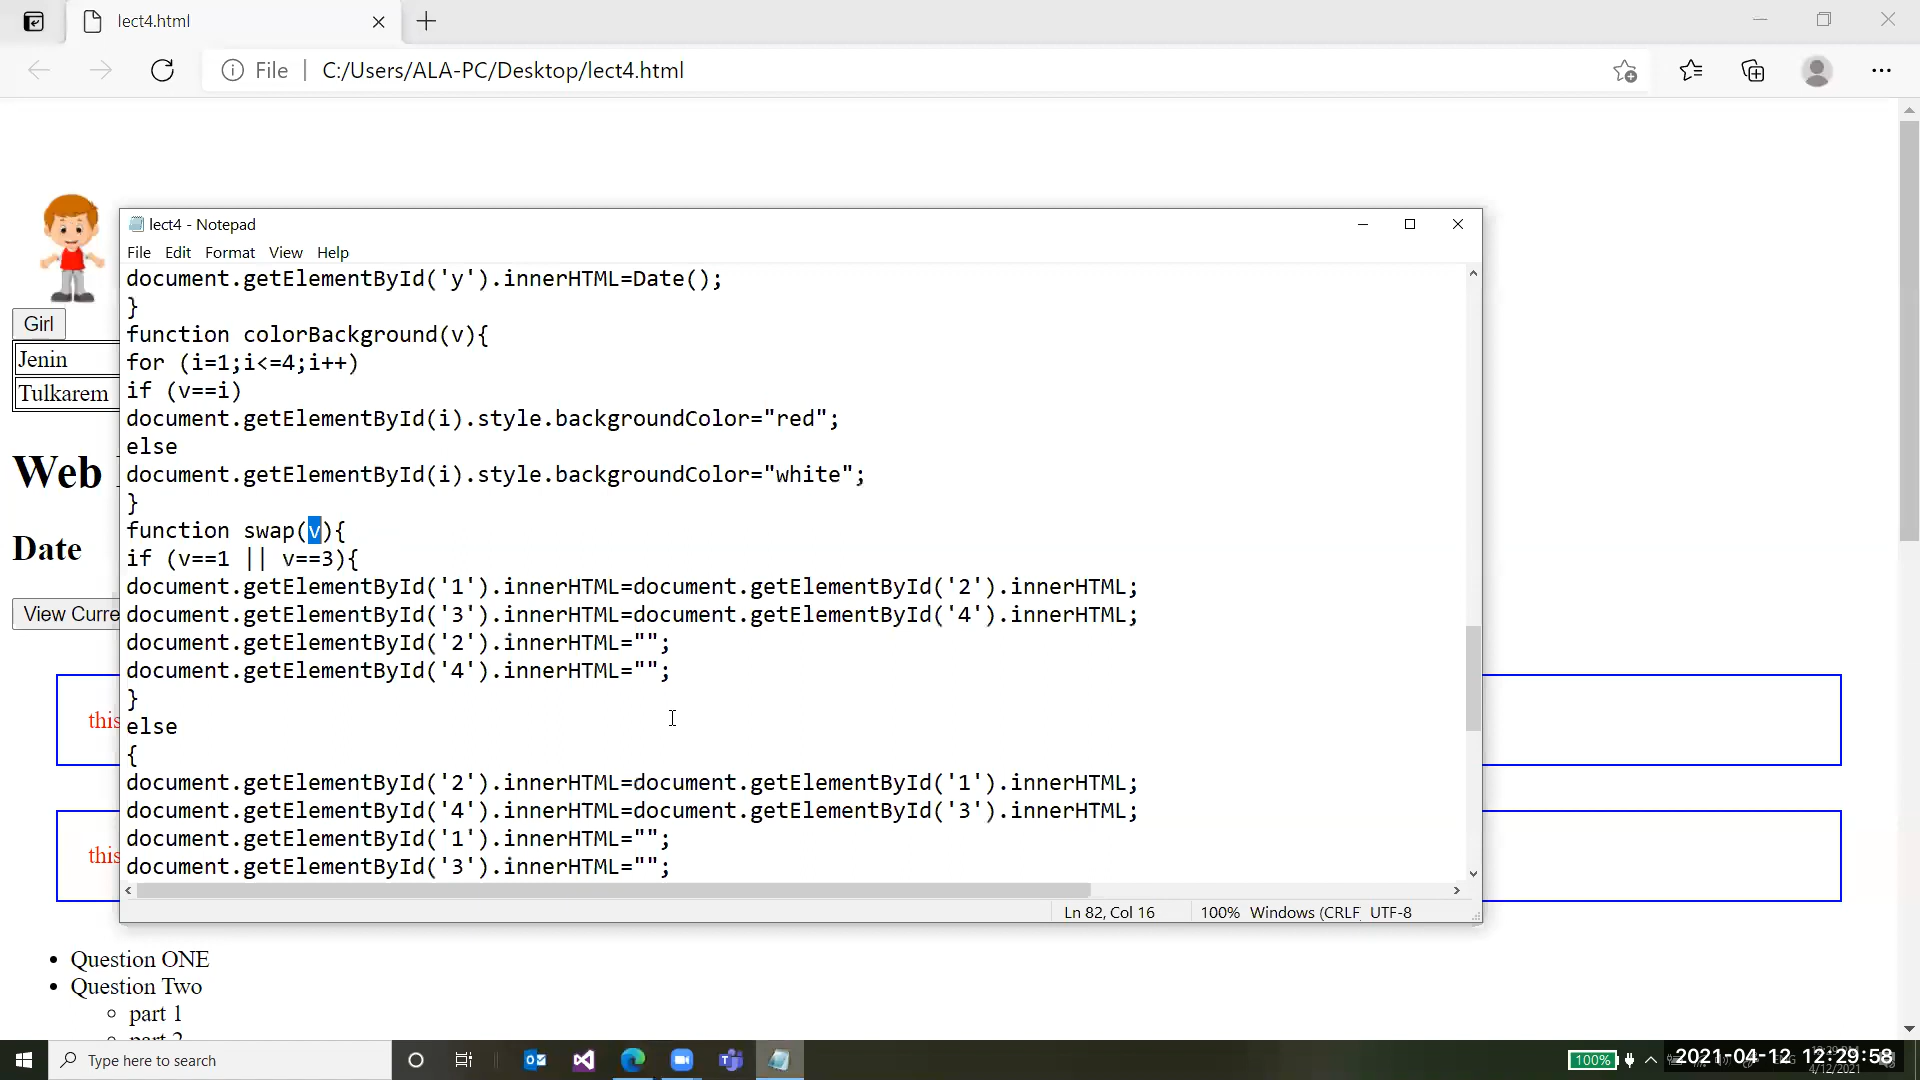 lect4.html
File
C:/Users/ALA-PC/Desktop/lect4.html
Girl
Jenin
Tulkarem
Web
Date
View Curre
this
this
Question ONE
Question Two
part 1
part 2
lect4 - Notepad
File Edit Format View Help
document.getElementById('y').innerHTML=Date();
}
function colorBackground(v){
for (i=1;i<=4;i++)
if (v==i)
document.getElementById(i).style.backgroundColor="red";
else
document.getElementById(i).style.backgroundColor="white";
}
function swap(v){
if (v==1 || v==3){
document.getElementById('1').innerHTML=document.getElementById('2').innerHTML;
document.getElementById('3').innerHTML=document.getElementById('4').innerHTML;
document.getElementById('2').innerHTML="";
document.getElementById('4').innerHTML="";
}
else
{
document.getElementById('2').innerHTML=document.getElementById('1').innerHTML;
document.getElementById('4').innerHTML=document.getElementById('3').innerHTML;
document.getElementById('1').innerHTML="";
document.getElementById('3').innerHTML="";
Ln 82, Col 16 100% Windows (CRLF UTF-8
Type here to search
100%
2021-04-12 12:29:58
4/12/2021